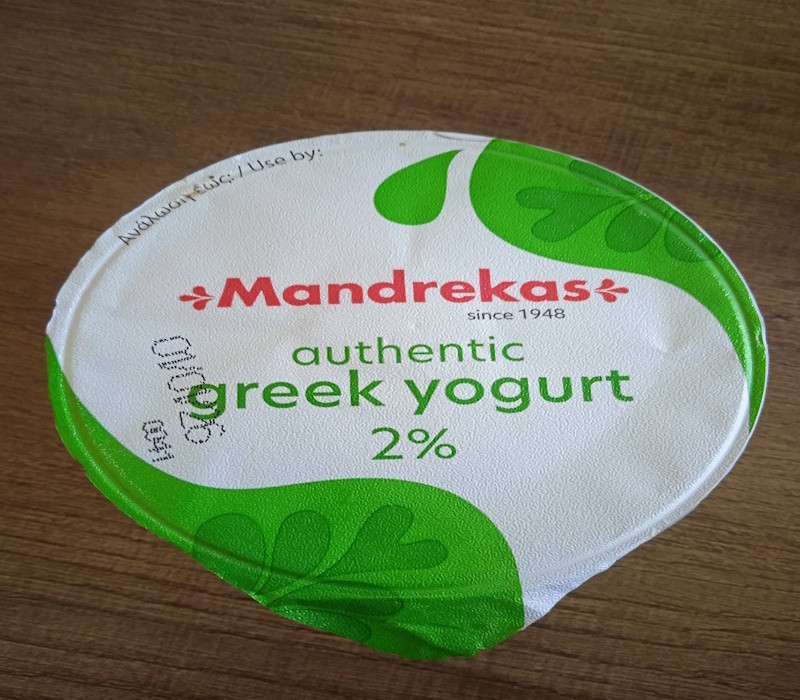 Ανάλωση έως: / Use by:
Mandrekas
since 1948
authentic
greek yogurt
2%